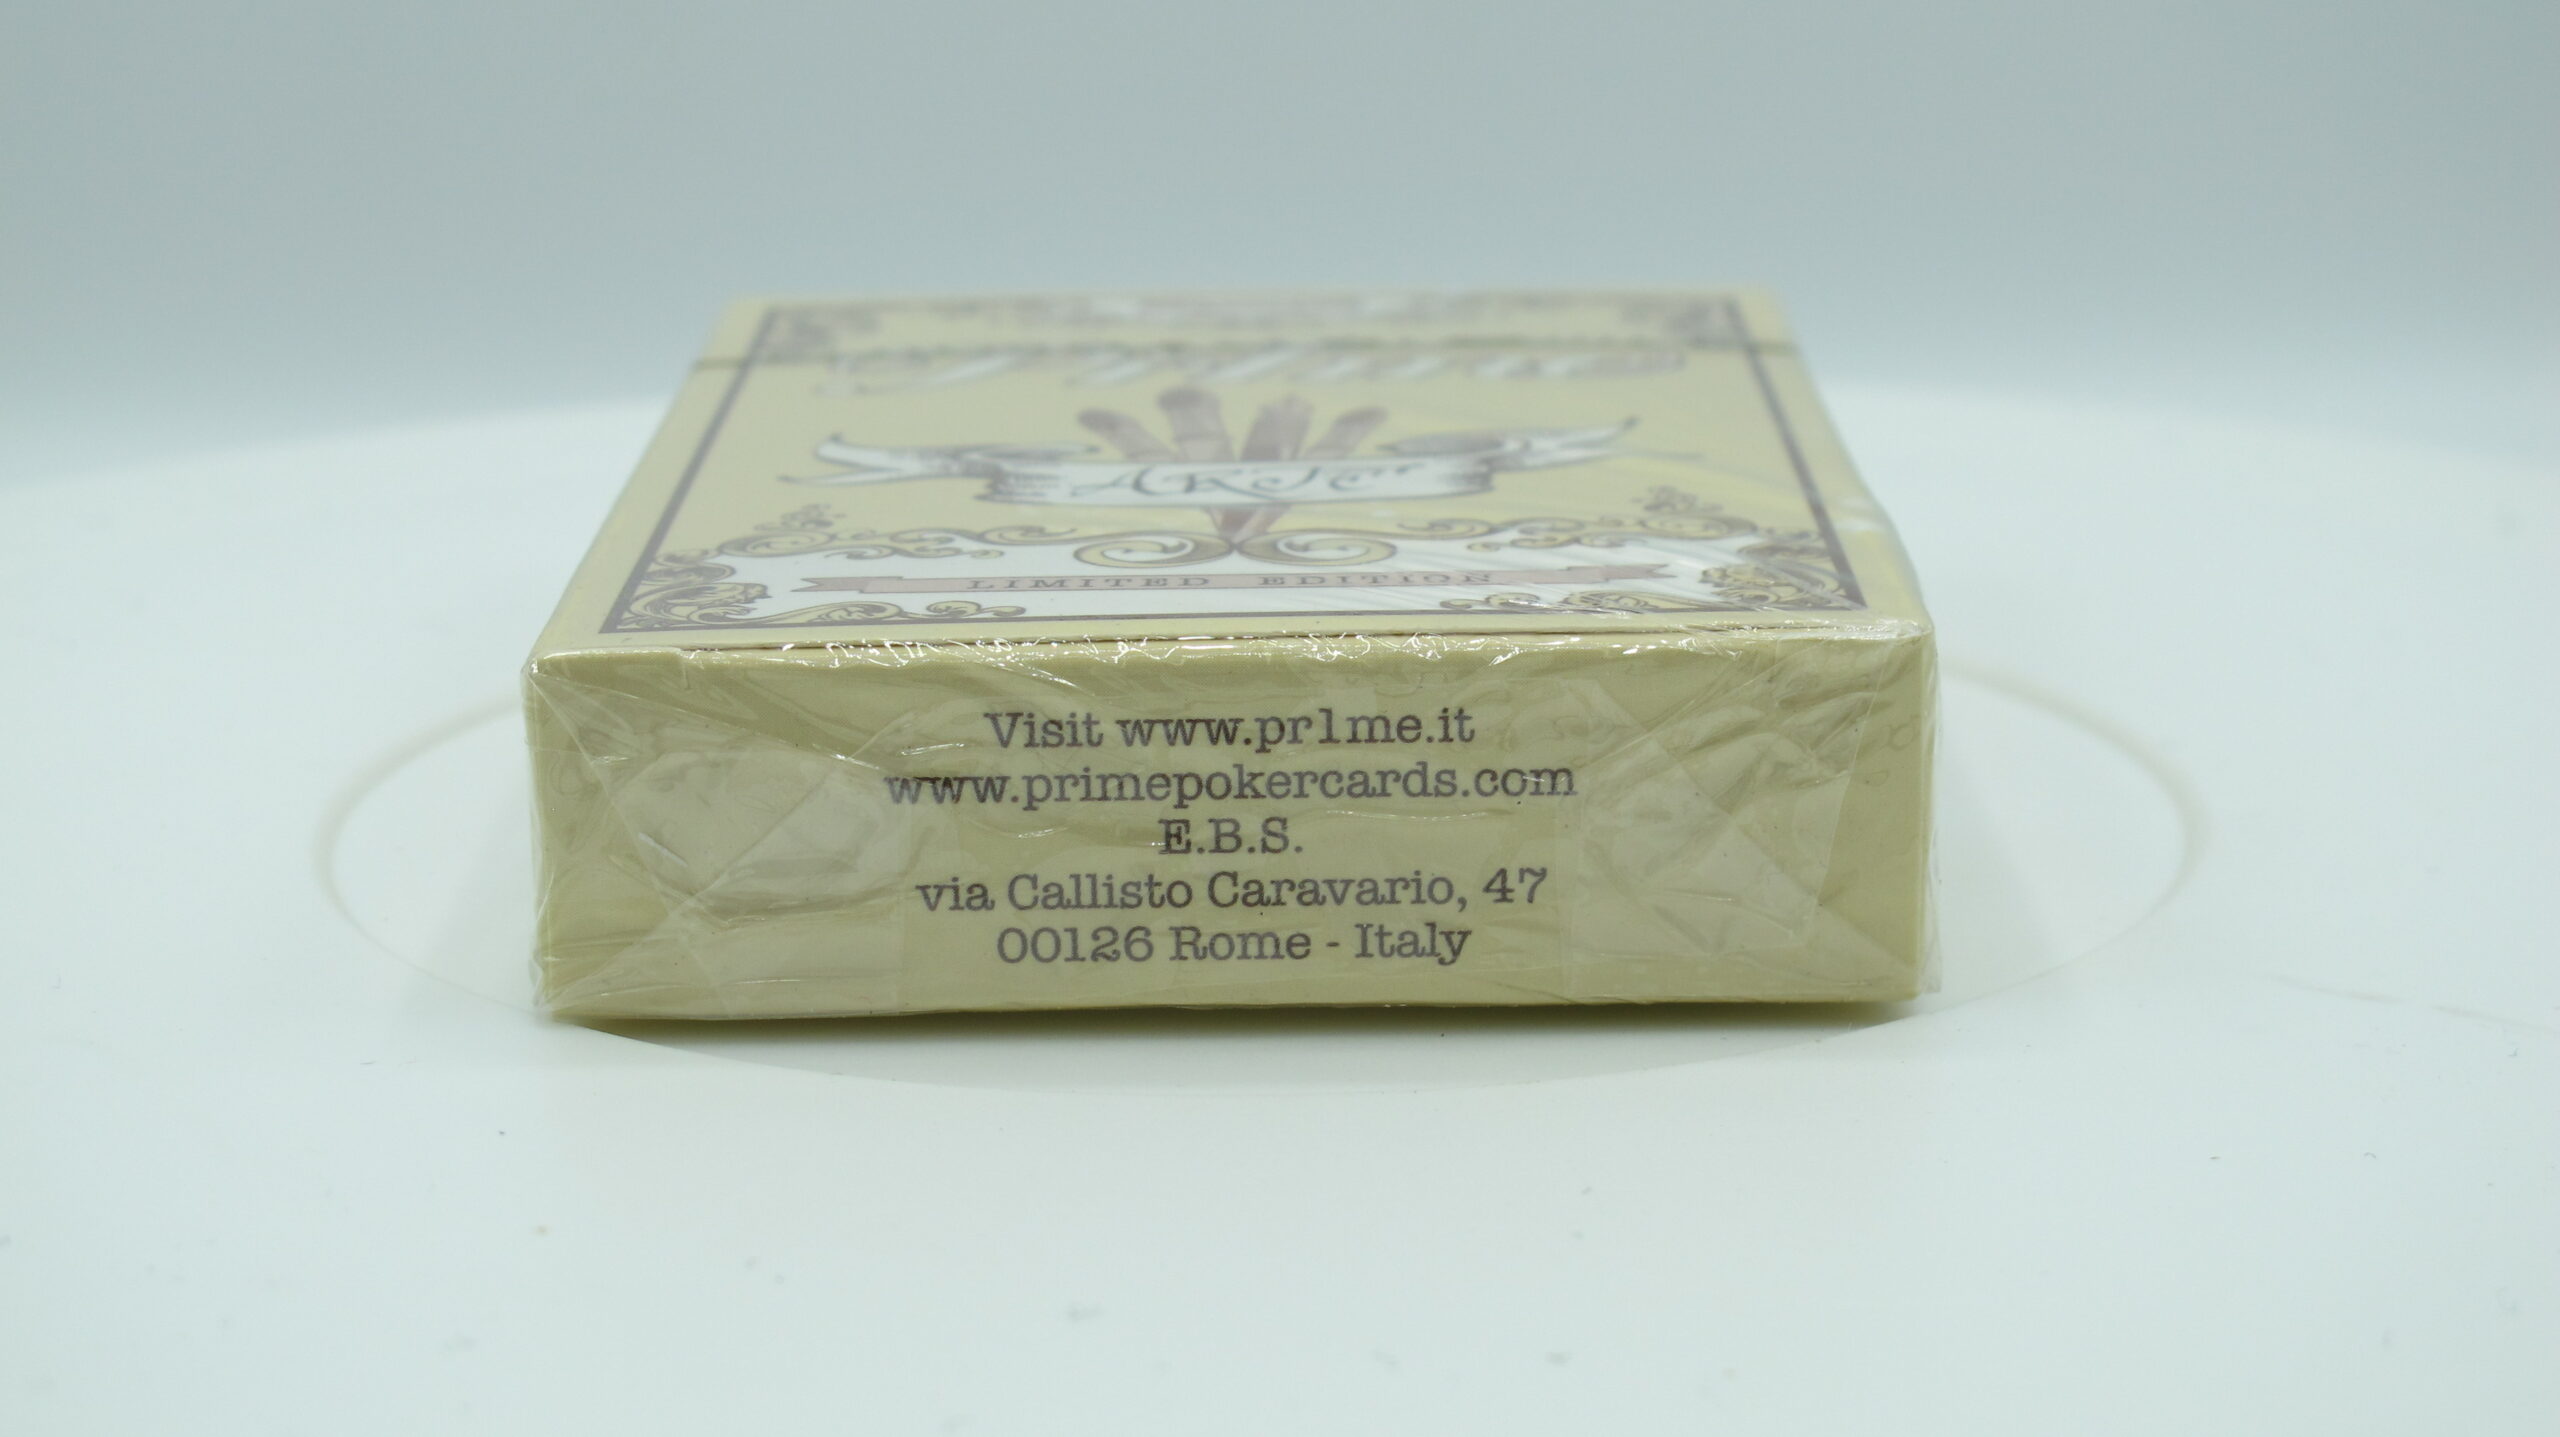 LIMITED EDITION
Visit www.pr1me.it
www.primepokercards.com
E.B.S.
via Callisto Caravario, 47
00126 Rome - Italy